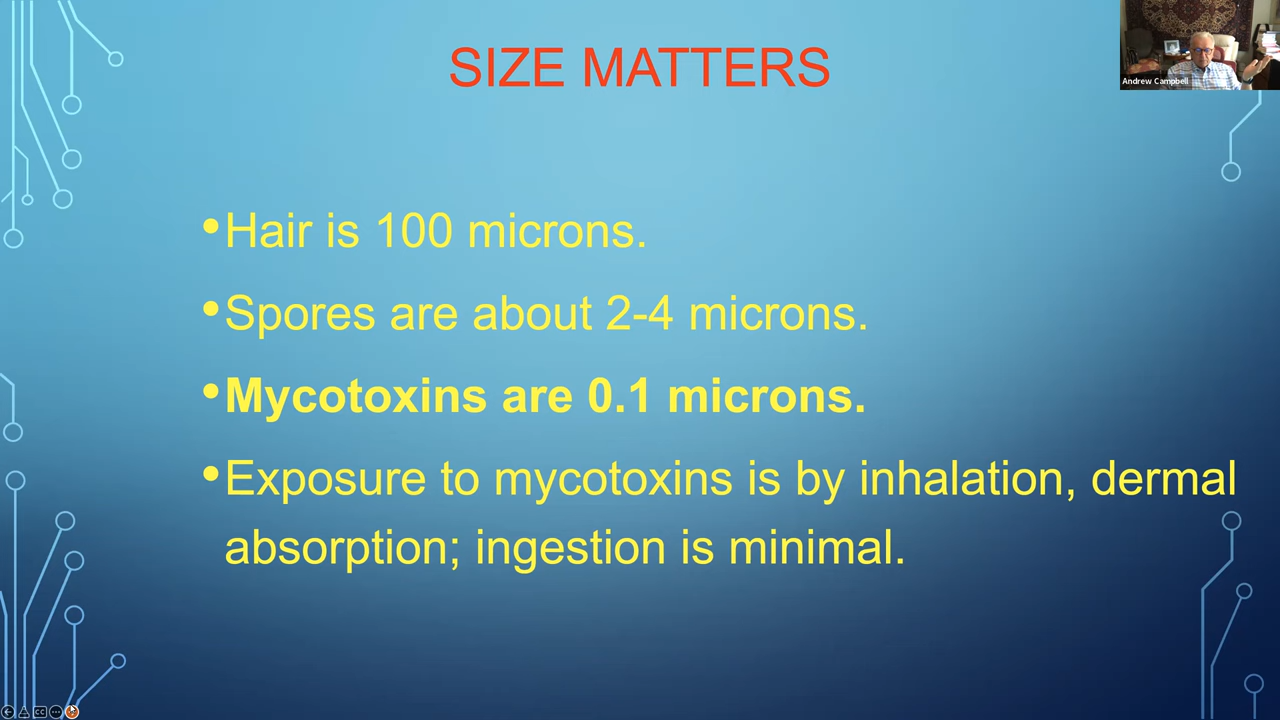 SIZE MATTERS
Andrew Campbell
•Hair is 100 microns.
•Spores are about 2-4 microns.
•Mycotoxins are 0.1 microns.
•Exposure to mycotoxins is by inhalation, dermal
absorption; ingestion is minimal.